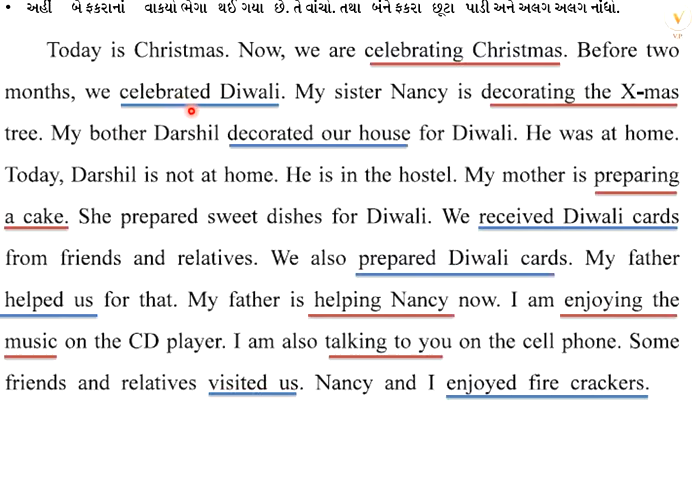 • અહીં બે ફકરાનાં વાક્યો ભેગા થઈ ગયા છે. તે વાંચો. તથા બંને ફકરા છૂટા પાડી અને અલગ અલગ નોંધો.
V
V.P
Today is Christmas. Now, we are celebrating Christmas. Before two
months, we celebrated Diwali. My sister Nancy is decorating the X-mas
tree. My bother Darshil decorated our house for Diwali. He was at home.
Today, Darshil is not at home. He is in the hostel. My mother is preparing
a cake. She prepared sweet dishes for Diwali. We received Diwali cards
from friends and relatives. We also prepared Diwali cards. My father
helped us for that. My father is helping Nancy now. I am enjoying the
music on the CD player. I am also talking to you on the cell phone. Some
friends and relatives visited us. Nancy and I enjoyed fire crackers.